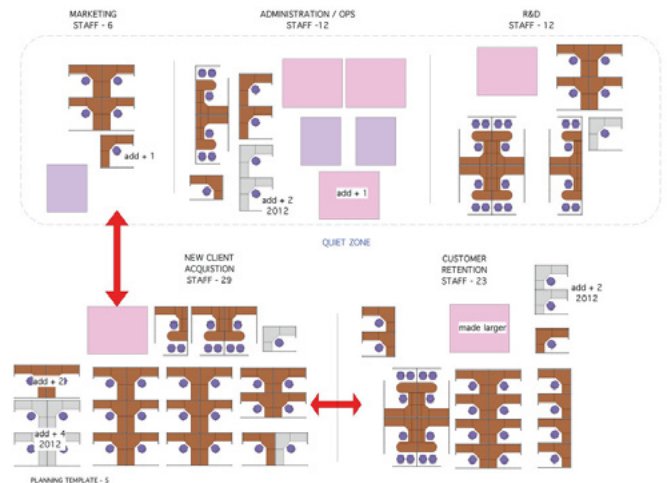 MARKETING
STAFF - 6
ADMINISTRATION / OPS
STAFF -12
R&D
STAFF - 12
add + 1
add + 2
2012
add + 1
QUIET ZONE
NEW CLIENT
ACQUISTION
STAFF - 29
CUSTOMER
RETENTION
STAFF - 23
add + 2
2012
made larger
add + 2
add + 4
2012
PLANNING TEMPLATE - S